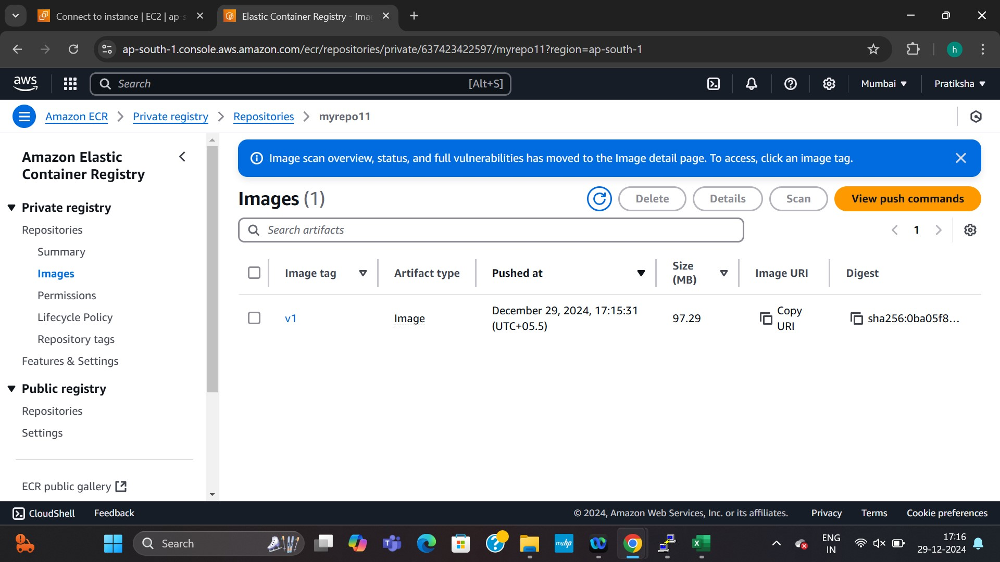 Connect to instance | EC2 | ap-s
Elastic Container Registry - Ima
ap-south-1.console.aws.amazon.com/ecr/repositories/private/637423422597/myrepo11?region=ap-south-1
h
aws
Search
[Alt+S]
Mumbai
Pratiksha
Amazon ECR
Private registry
Repositories
myrepo11
Amazon Elastic
Container Registry
Private registry
Repositories
Summary
Images
Permissions
Lifecycle Policy
Repository tags
Features & Settings
Public registry
Repositories
Settings
ECR public gallery
Image scan overview, status, and full vulnerabilities has moved to the Image detail page. To access, click an image tag.
Images (1)
Delete
Details
Scan
View push commands
Search artifacts
1
Image tag
Artifact type
Pushed at
Size
(MB)
Image URI
Digest
v1
Image
December 29, 2024, 17:15:31
(UTC+05.5)
97.29
Copy
URI
sha256:0ba05f8...
CloudShell
Feedback
© 2024, Amazon Web Services, Inc. or its affiliates.
Privacy
Terms
Cookie preferences
Search
myhp
ENG
IN
17:16
29-12-2024